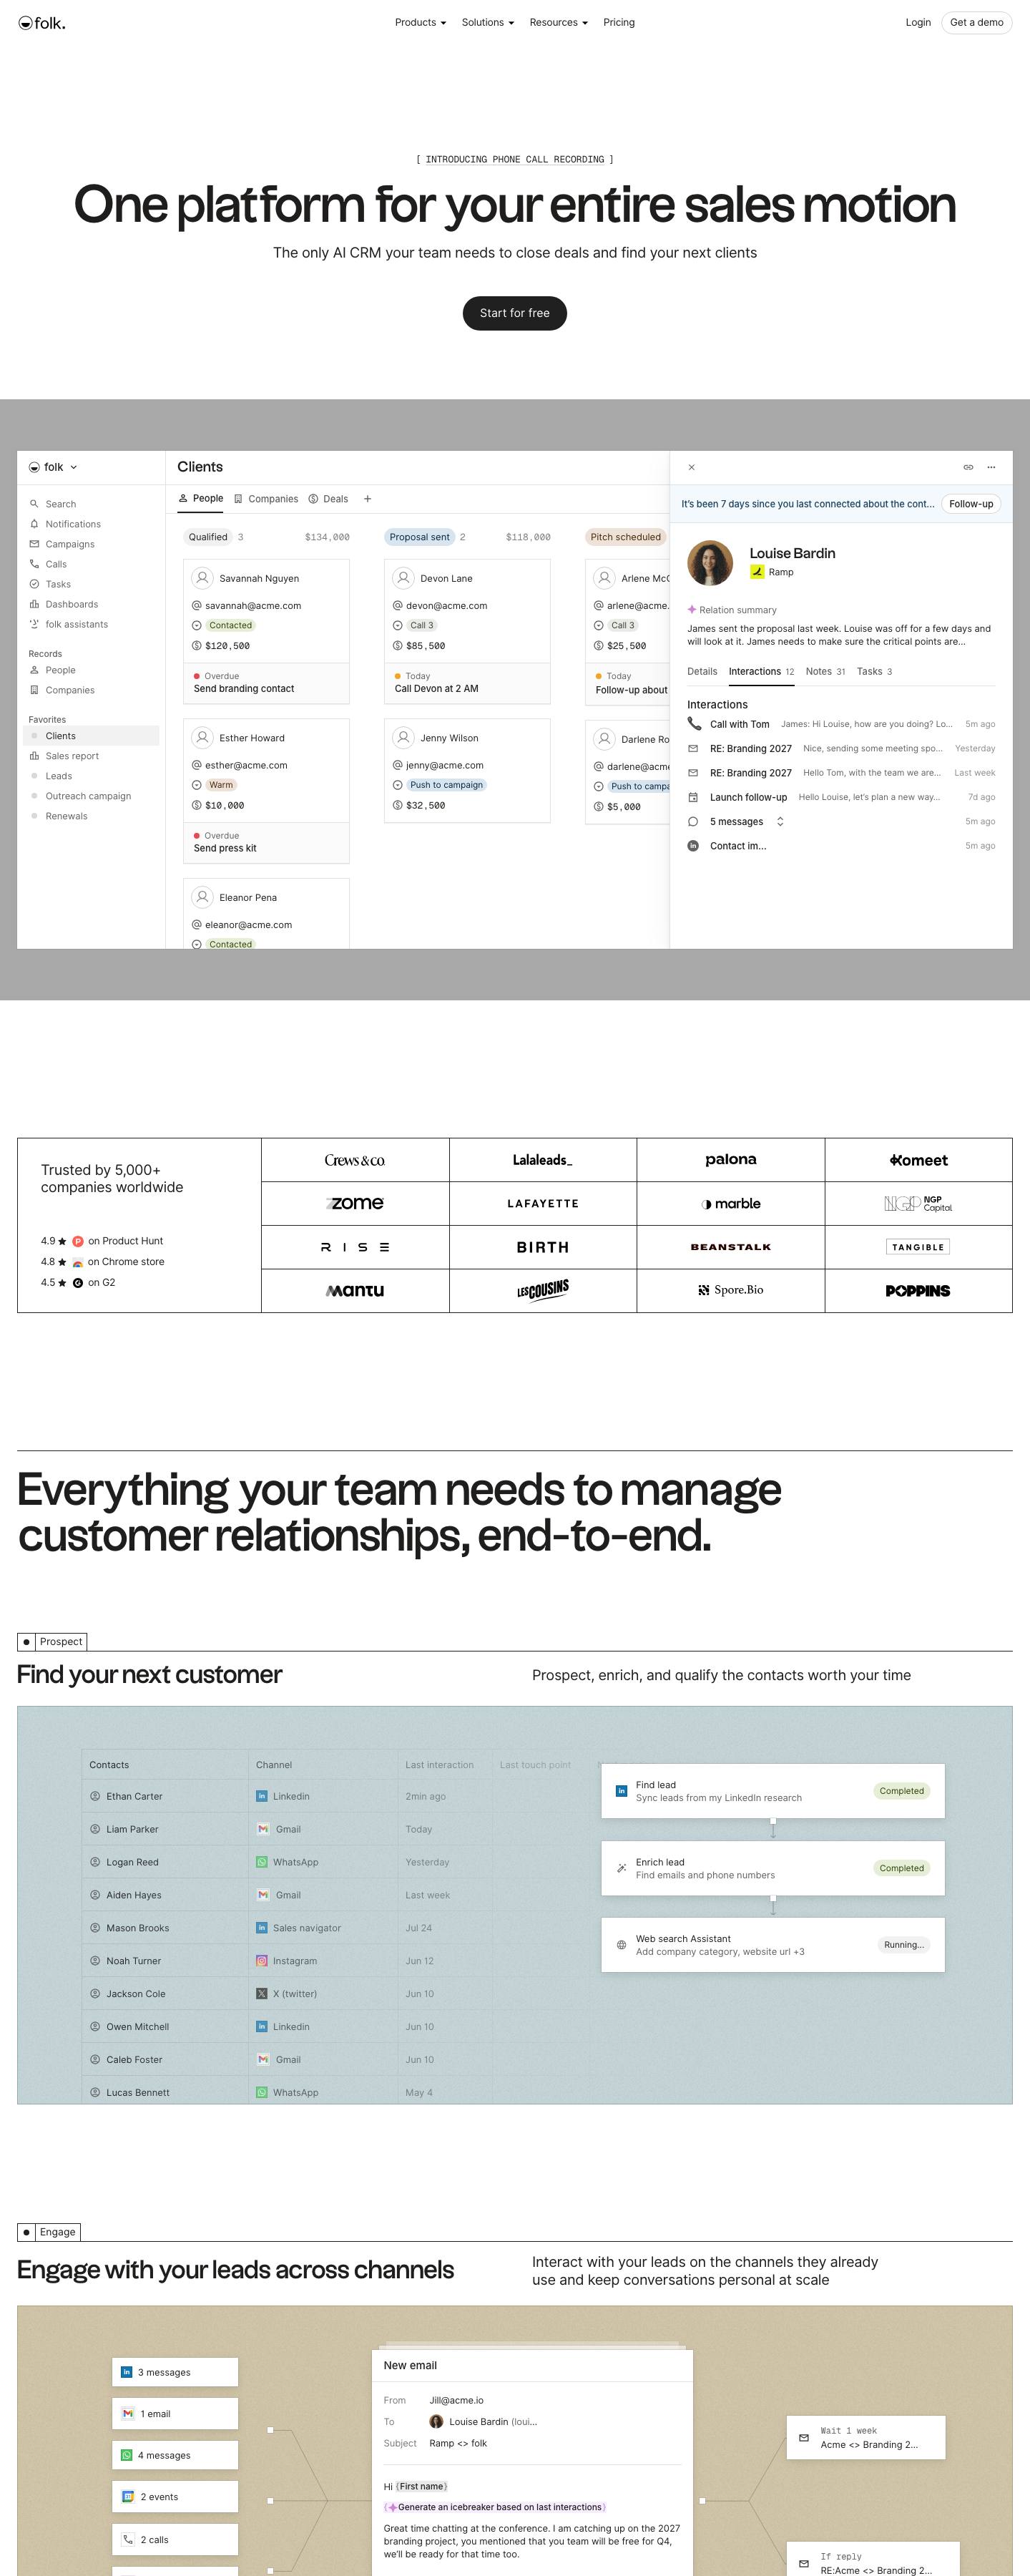 folk.
Products
Solutions
Resources
Pricing
Login
Get a demo
[ INTRODUCING PHONE CALL RECORDING ]
One platform for your entire sales motion
The only AI CRM your team needs to close deals and find your next clients
Start for free
folk
Search
Notifications
Campaigns
Calls
Tasks
Dashboards
folk assistants
Records
People
Companies
Favorites
Clients
Sales report
Leads
Outreach campaign
Renewals
Clients
People
Companies
Deals
Qualified 3 $134,000
Savannah Nguyen
savannah@acme.com
Contacted
$120,500
Overdue
Send branding contact
Esther Howard
esther@acme.com
Warm
$10,000
Overdue
Send press kit
Eleanor Pena
eleanor@acme.com
Contacted
Proposal sent 2 $118,000
Devon Lane
devon@acme.com
Call 3
$85,500
Today
Call Devon at 2 AM
Jenny Wilson
jenny@acme.com
Push to campaign
$32,500
Pitch scheduled
Arlene McC
arlene@acme.
Call 3
$25,500
Today
Follow-up about
Darlene Ro
darlene@acme
Push to campa
$5,000
It's been 7 days since you last connected about the cont...
Follow-up
Louise Bardin
Ramp
Relation summary
James sent the proposal last week. Louise was off for a few days and
will look at it. James needs to make sure the critical points are...
Details
Interactions 12
Notes 31
Tasks 3
Interactions
Call with Tom James: Hi Louise, how are you doing? Lo... 5m ago
RE: Branding 2027 Nice, sending some meeting spo... Yesterday
RE: Branding 2027 Hello Tom, with the team we are... Last week
Launch follow-up Hello Louise, let's plan a new way... 7d ago
5 messages 5m ago
Contact im... 5m ago
Trusted by 5,000+
companies worldwide
4.9 on Product Hunt
4.8 on Chrome store
4.5 on G2
Crews & co.
Lalaleads_
palona
Komeet
zome
LAFAYETTE
marble
NGP
NGP
Capital
RISE
BIRTH
BEANSTALK
TANGIBLE
Mantu
LES COUSINS
Spore.Bio
POPPINS
Everything your team needs to manage
customer relationships, end-to-end.
Prospect
Find your next customer
Prospect, enrich, and qualify the contacts worth your time
Contacts Channel Last interaction Last touch point
Ethan Carter Linkedin 2min ago
Liam Parker Gmail Today
Logan Reed WhatsApp Yesterday
Aiden Hayes Gmail Last week
Mason Brooks Sales navigator Jul 24
Noah Turner Instagram Jun 12
Jackson Cole X (twitter) Jun 10
Owen Mitchell Linkedin Jun 10
Caleb Foster Gmail Jun 10
Lucas Bennett WhatsApp May 4
Find lead
Sync leads from my LinkedIn research
Completed
Enrich lead
Find emails and phone numbers
Completed
Web search Assistant
Add company category, website url +3
Running...
Engage
Engage with your leads across channels
Interact with your leads on the channels they already
use and keep conversations personal at scale
3 messages
1 email
4 messages
2 events
2 calls
New email
From Jill@acme.io
To Louise Bardin (loui...
Subject Ramp <> folk
Hi {First name}
{Generate an icebreaker based on last interactions}
Great time chatting at the conference. I am catching up on the 2027
branding project, you mentioned that you team will be free for Q4,
we'll be ready for that time too.
Wait 1 week
Acme <> Branding 2...
If reply
RE:Acme <> Branding 2...